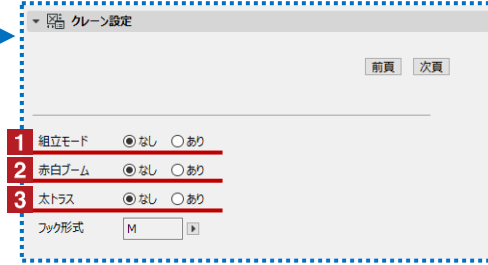 クレーン設定
前頁 次頁
1 組立モード なし あり
2 赤白ブーム なし あり
3 太トラス なし あり
フック形式 M